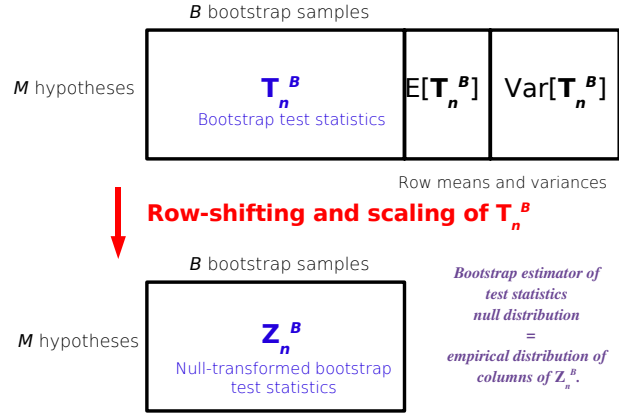 B bootstrap samples
M hypotheses
T_n^B
E[T_n^B]
Var[T_n^B]
Bootstrap test statistics
Row means and variances
Row-shifting and scaling of T_n^B
B bootstrap samples
Bootstrap estimator of
test statistics
null distribution
=
empirical distribution of
columns of Z_n^B.
M hypotheses
Z_n^B
Null-transformed bootstrap
test statistics